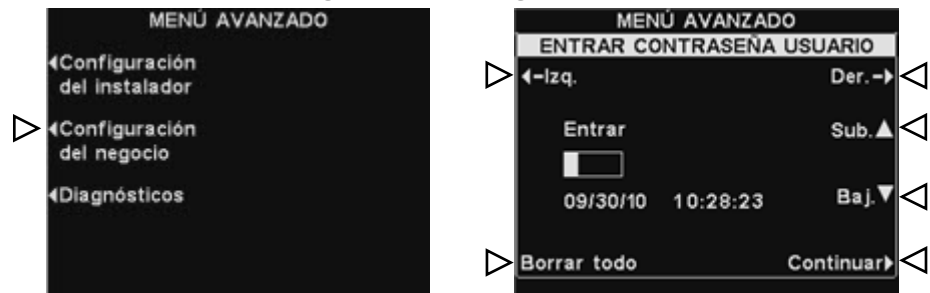 MENÚ AVANZADO
Configuración
del instalador
Configuración
del negocio
Diagnósticos
MENÚ AVANZADO
ENTRAR CONTRASEÑA USUARIO
-Izq. Der.-
Entrar Sub.
09/30/10 10:28:23 Baj.
Borrar todo Continuar